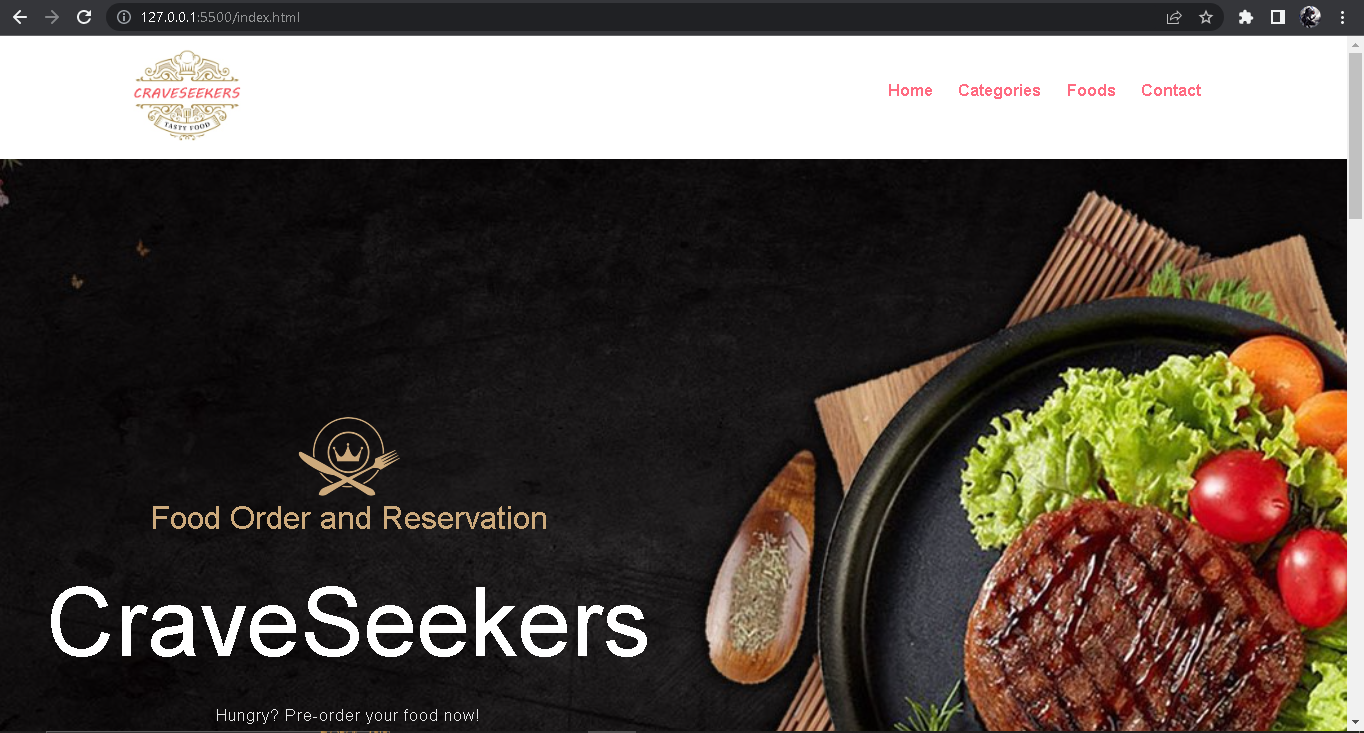 127.0.0.1:5500/index.html
CRAVESEEKERS
TASTY FOOD
Home Categories Foods Contact
Food Order and Reservation
CraveSeekers
Hungry? Pre-order your food now!